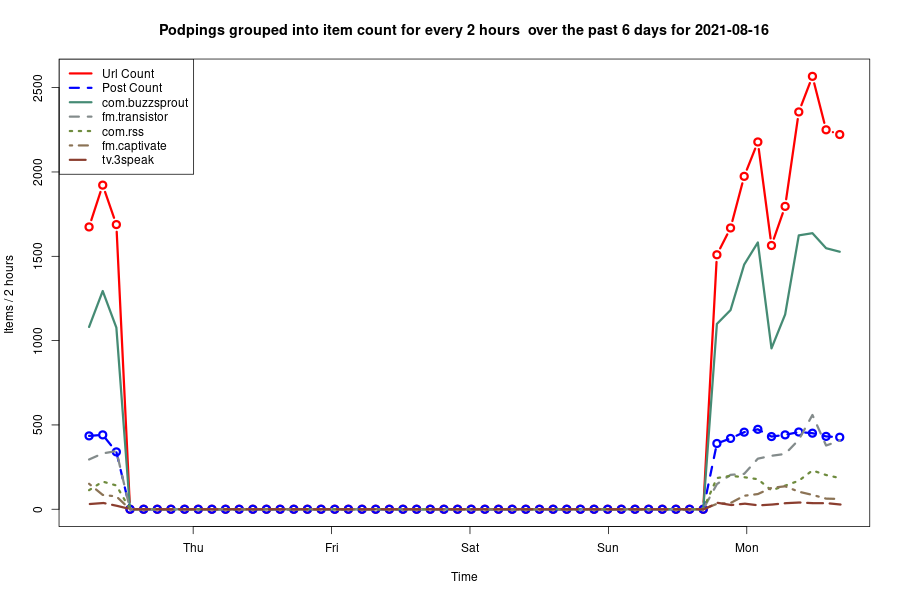 Podpings grouped into item count for every 2 hours  over the past 6 days for 2021-08-16
Url Count
Post Count
com.buzzsprout
fm.transistor
com.rss
fm.captivate
tv.3speak
Items / 2 hours
2500
2000
1500
1000
500
0
Thu Fri Sat Sun Mon
Time